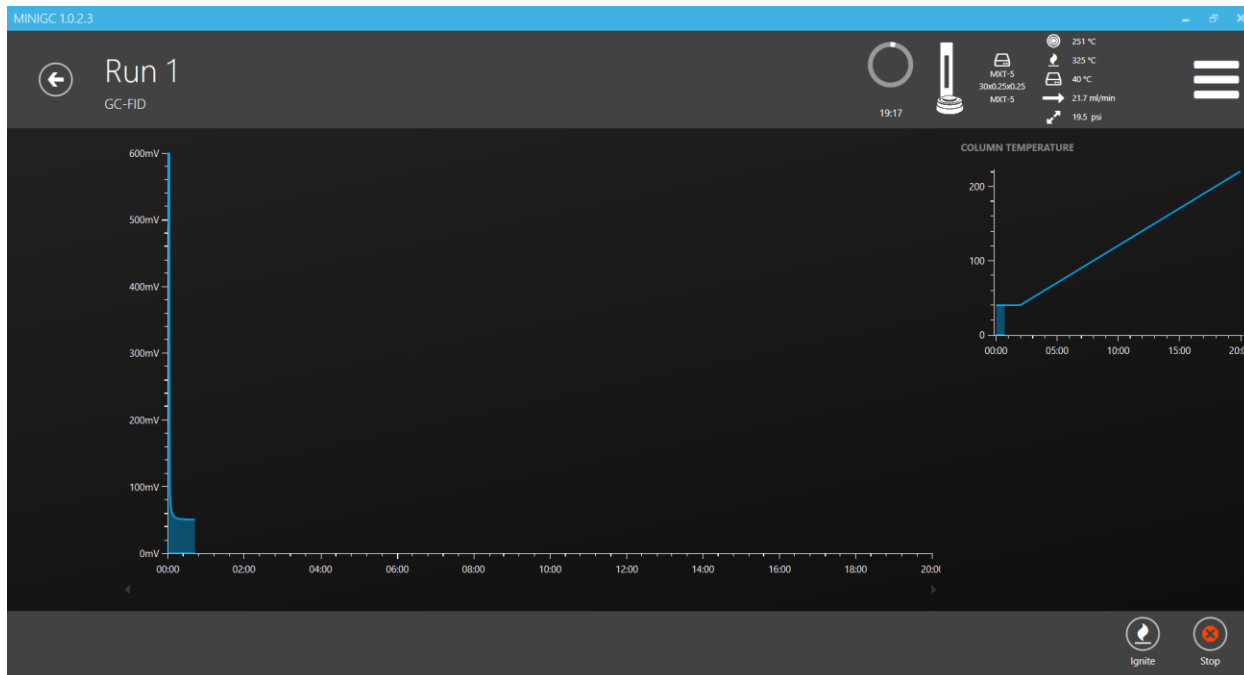 MINIGC 1.0.2.3
Run 1
GC-FID
19:17
MXT-5
30x0.25x0.25
MXT-5
251 °C
325 °C
40 °C
21.7 ml/min
19.5 psi
600mV
500mV
400mV
300mV
200mV
100mV
0mV
00:00 02:00 04:00 06:00 08:00 10:00 12:00 14:00 16:00 18:00 20:0
COLUMN TEMPERATURE
200
100
0
00:00 05:00 10:00 15:00 20:
Ignite
Stop